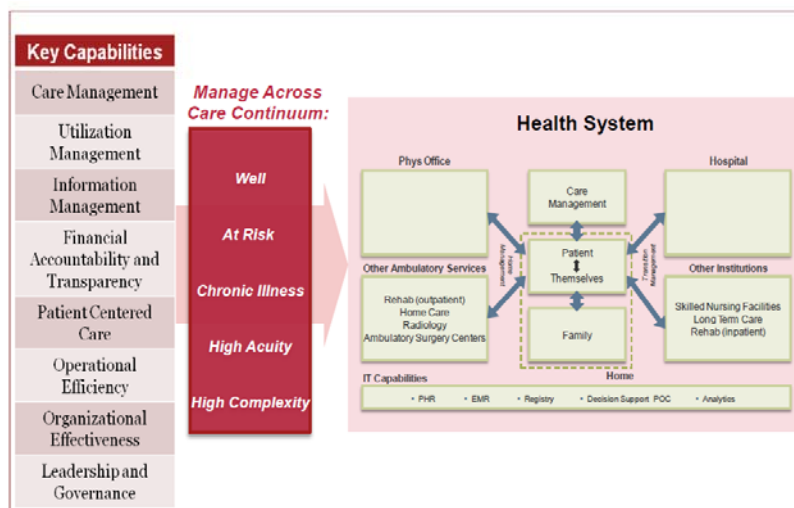 Key Capabilities
Care Management
Utilization
Management
Information
Management
Financial
Accountability and
Transparency
Patient Centered
Care
Operational
Efficiency
Organizational
Effectiveness
Leadership and
Governance
Manage Across
Care Continuum:
Well
At Risk
Chronic Illness
High Acuity
High Complexity
Health System
Phys Office
Hospital
Care
Management
Patient
Themselves
Family
Home
Management
Transition
Management
Other Ambulatory Services
Rehab (outpatient)
Home Care
Radiology
Ambulatory Surgery Centers
Other Institutions
Skilled Nursing Facilities
Long Term Care
Rehab (inpatient)
Home
IT Capabilities
• PHR • EMR • Registry • Decision Support POC • Analytics